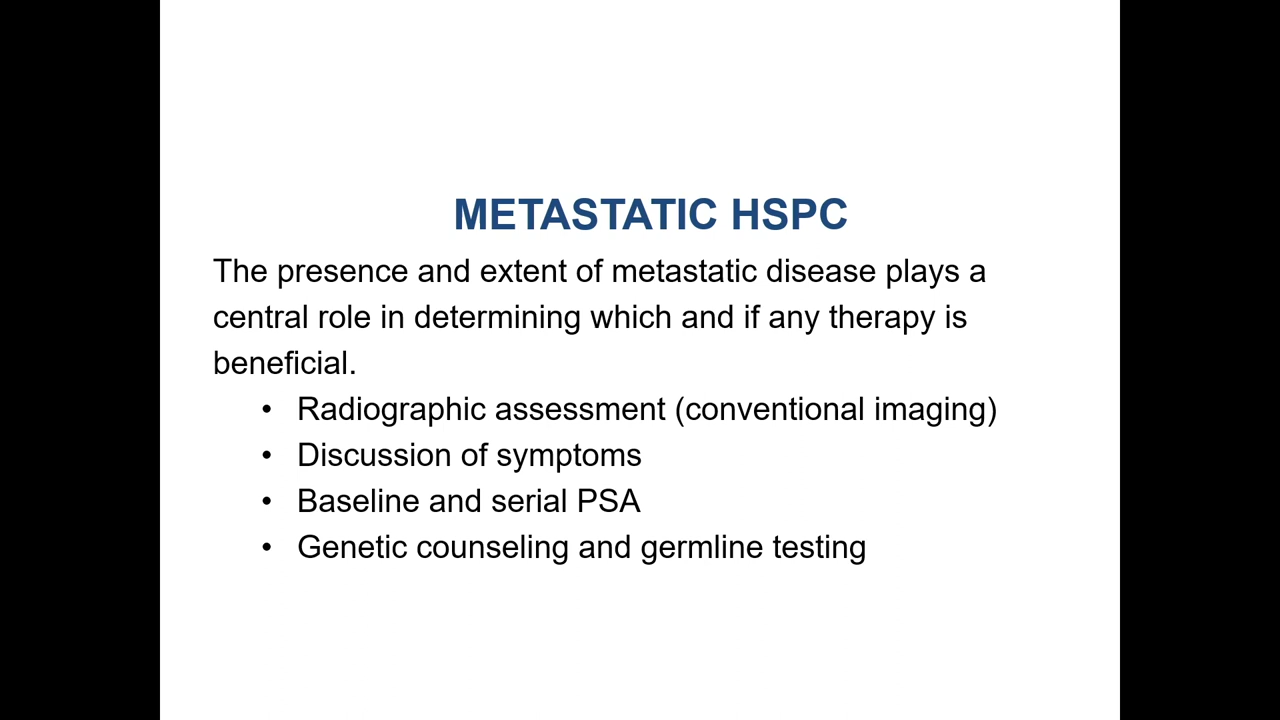 METASTATIC HSPC
The presence and extent of metastatic disease plays a
central role in determining which and if any therapy is
beneficial.
• Radiographic assessment (conventional imaging)
• Discussion of symptoms
• Baseline and serial PSA
• Genetic counseling and germline testing